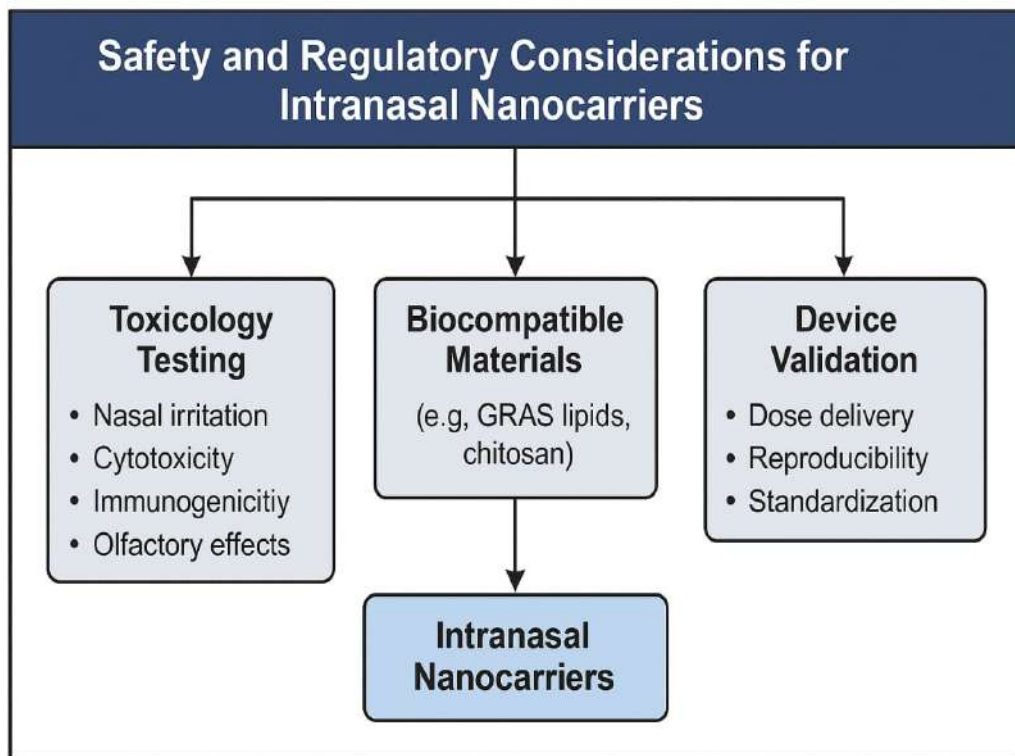 Safety and Regulatory Considerations for
Intranasal Nanocarriers
Toxicology
Testing
• Nasal irritation
• Cytotoxicity
• Immunogenicitiy
• Olfactory effects
Biocompatible
Materials
(e.g, GRAS lipids,
chitosan)
Device
Validation
• Dose delivery
• Reproducibility
• Standardization
Intranasal
Nanocarriers